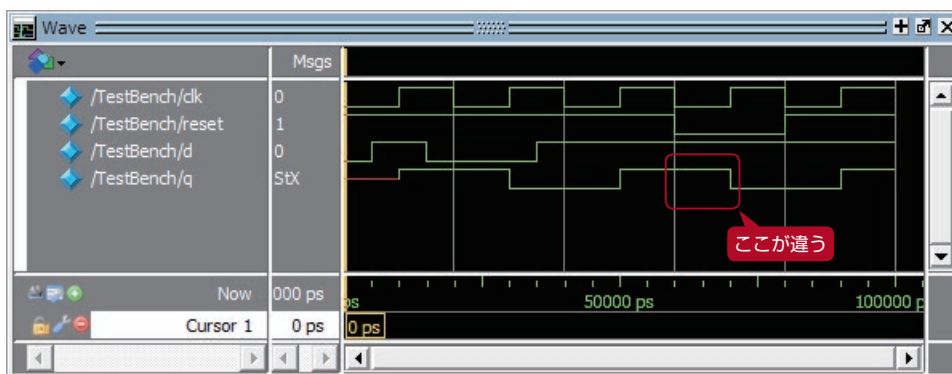 Wave
Msgs
/TestBench/clk 0
/TestBench/reset 1
/TestBench/d 0
/TestBench/q StX
ここが違う
Now 000 ps ps 50000 ps 100000 p
Cursor 1 0 ps 0 ps